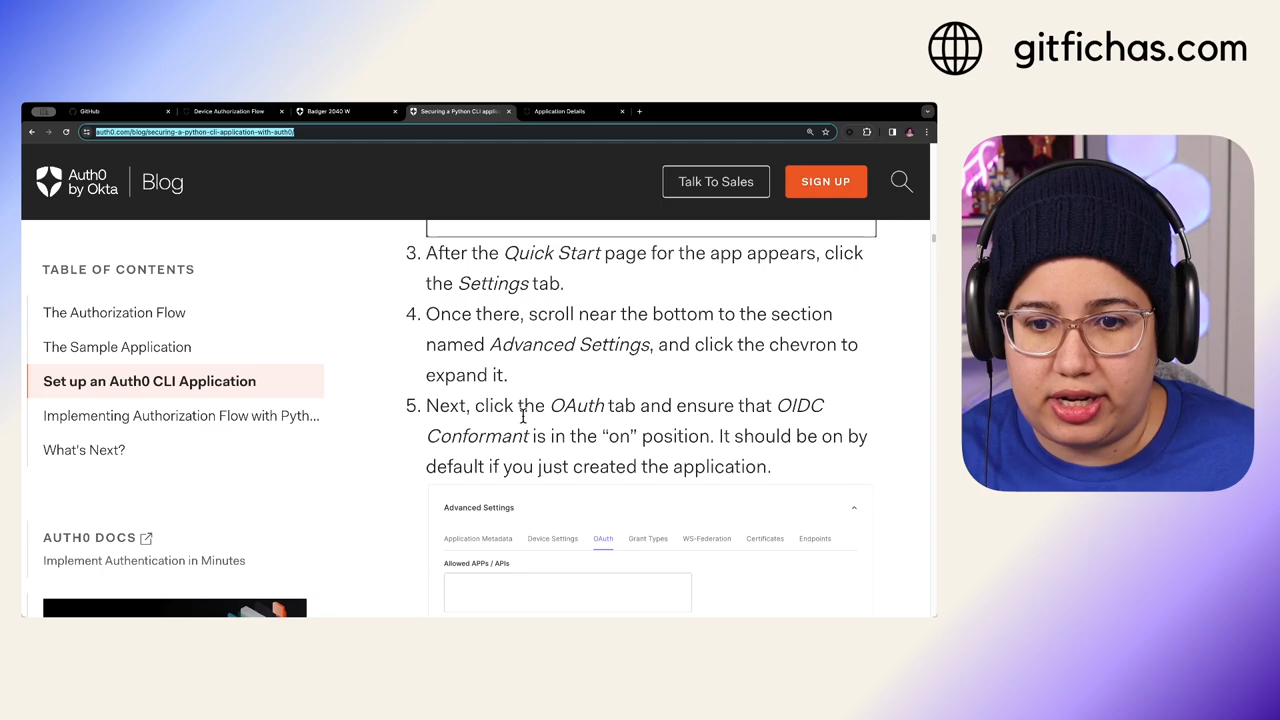 gitfichas.com
GitHub
Device Authorization Flow
Badger 2040 W
Securing a Python CLI applic
Application Details
auth0.com/blog/securing-a-python-cli-application-with-auth0/
Auth0
by Okta
Blog
Talk To Sales
SIGN UP
TABLE OF CONTENTS
The Authorization Flow
The Sample Application
Set up an Auth0 CLI Application
Implementing Authorization Flow with Pyth...
What's Next?
AUTH0 DOCS
Implement Authentication in Minutes
3. After the Quick Start page for the app appears, click
the Settings tab.
4. Once there, scroll near the bottom to the section
named Advanced Settings, and click the chevron to
expand it.
5. Next, click the OAuth tab and ensure that OIDC
Conformant is in the “on” position. It should be on by
default if you just created the application.
Advanced Settings
Application Metadata Device Settings OAuth Grant Types WS-Federation Certificates Endpoints
Allowed APPs / APIs